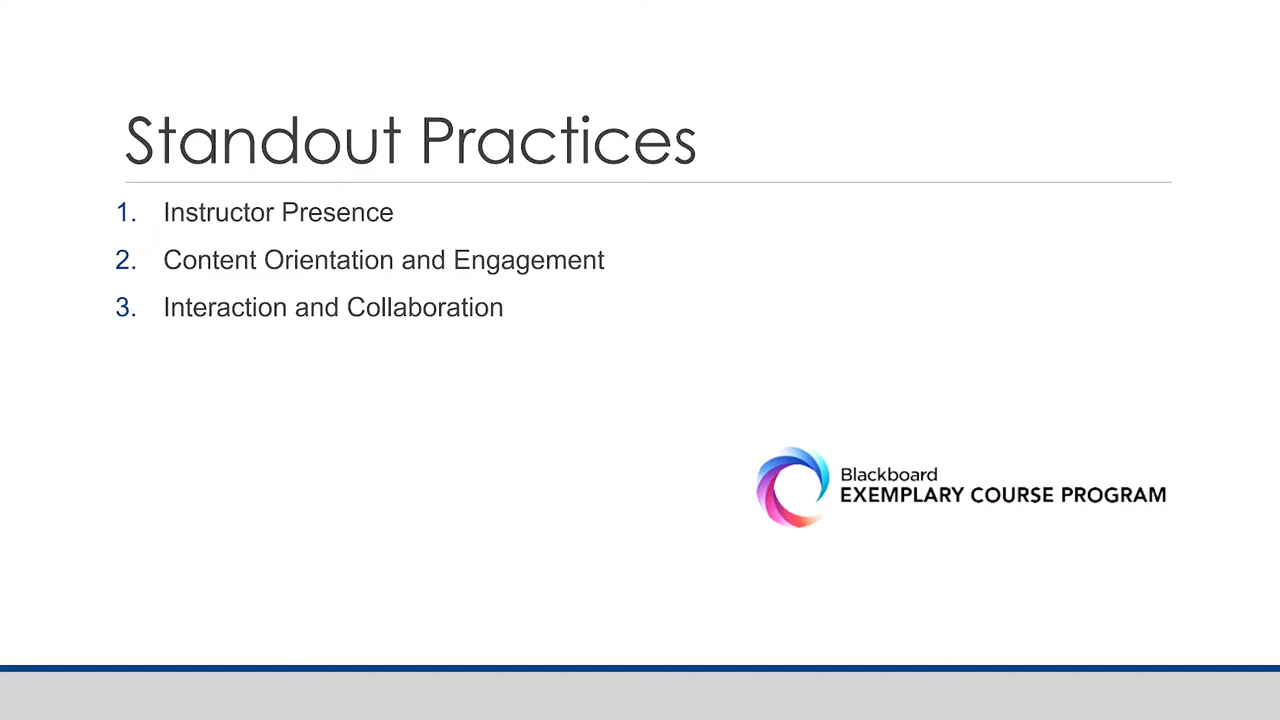 Standout Practices
1. Instructor Presence
2. Content Orientation and Engagement
3. Interaction and Collaboration
Blackboard
EXEMPLARY COURSE PROGRAM